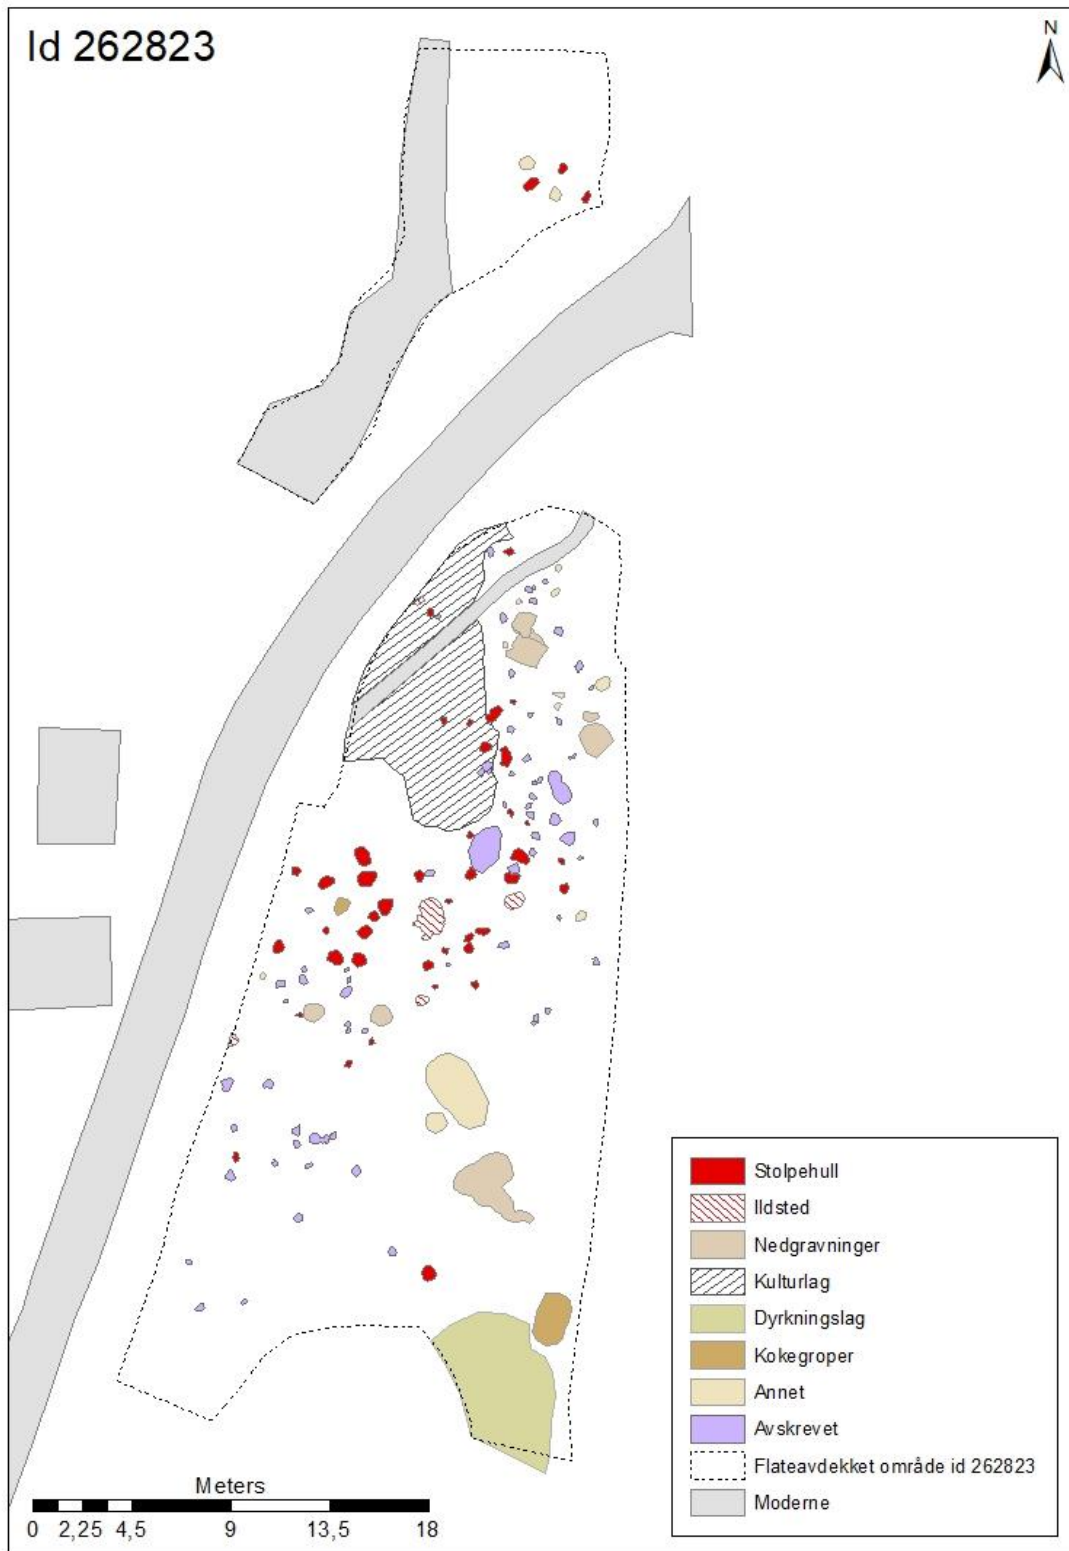 Id 262823
N
Stolpehull
Ildsted
Nedgravninger
Kulturlag
Dyrkningslag
Kokegroper
Annet
Avskrevet
Flateavdekket område id 262823
Moderne
Meters
0 2,25 4,5 9 13,5 18